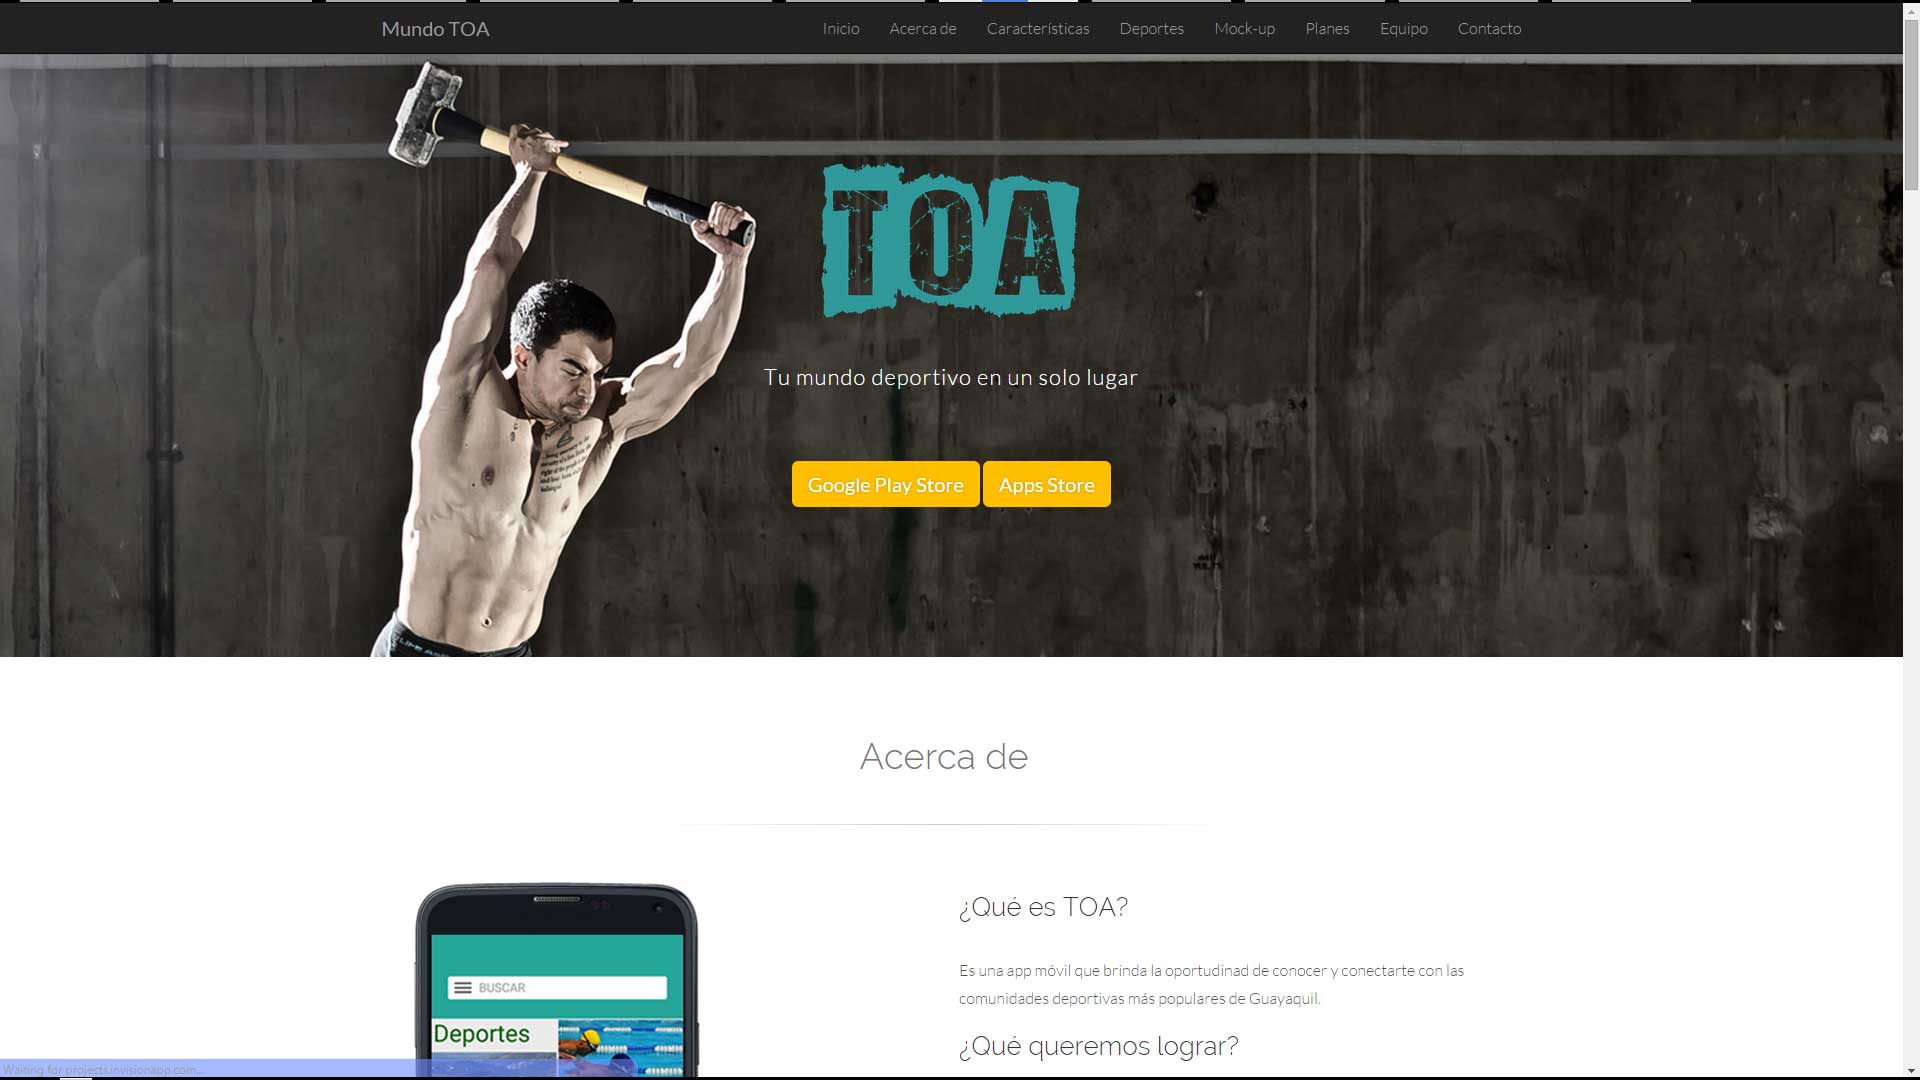 Mundo TOA
Inicio Acerca de Características Deportes Mock-up Planes Equipo Contacto
TOA
Tu mundo deportivo en un solo lugar
Google Play Store Apps Store
Acerca de
¿Qué es TOA?
Es una app móvil que brinda la oportudinad de conocer y conectarte con las
comunidades deportivas más populares de Guayaquil.
¿Qué queremos lograr?
BUSCAR
Deportes
Waiting for projects.invisionapp.com...